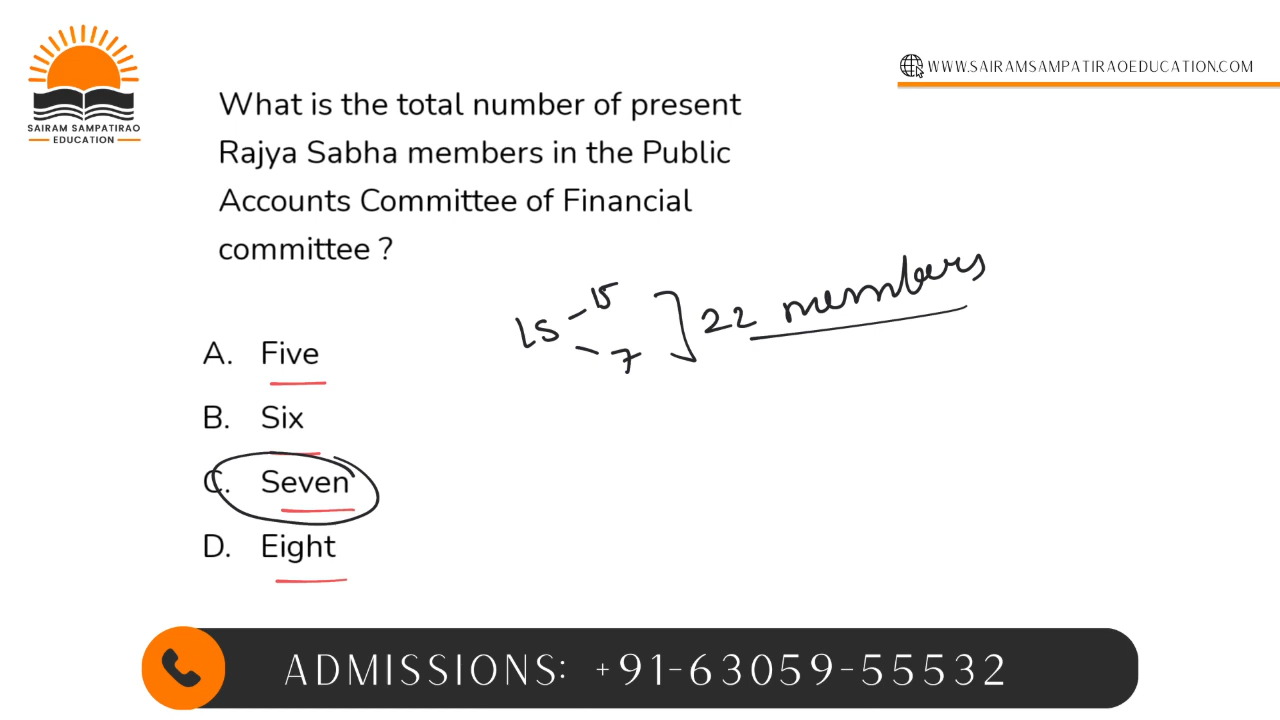 SAIRAM SAMPATIRAO
EDUCATION
WWW.SAIRAMSAMPATIRAOEDUCATION.COM
What is the total number of present
Rajya Sabha members in the Public
Accounts Committee of Financial
committee ?
LS - 15
- 7
22 members
A. Five
B. Six
C. Seven
D. Eight
ADMISSIONS: +91-63059-55532